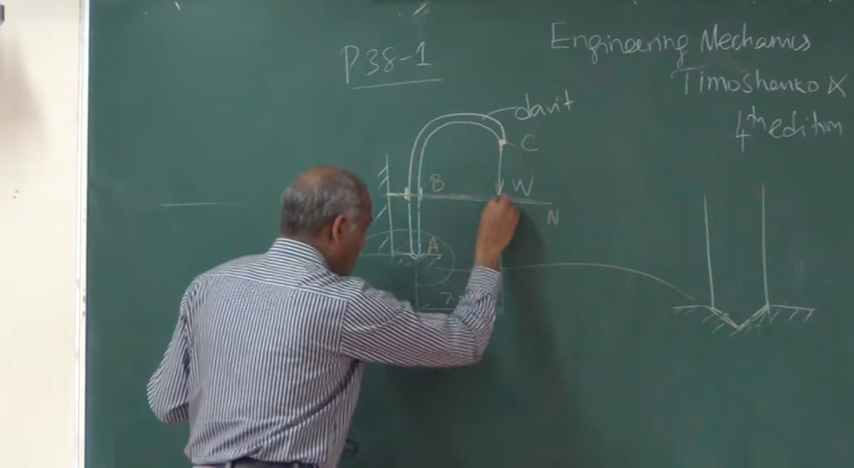 P38-1
Engineering Mechanics
Timoshenko X
4th edition
davit
C
B
W
N
A